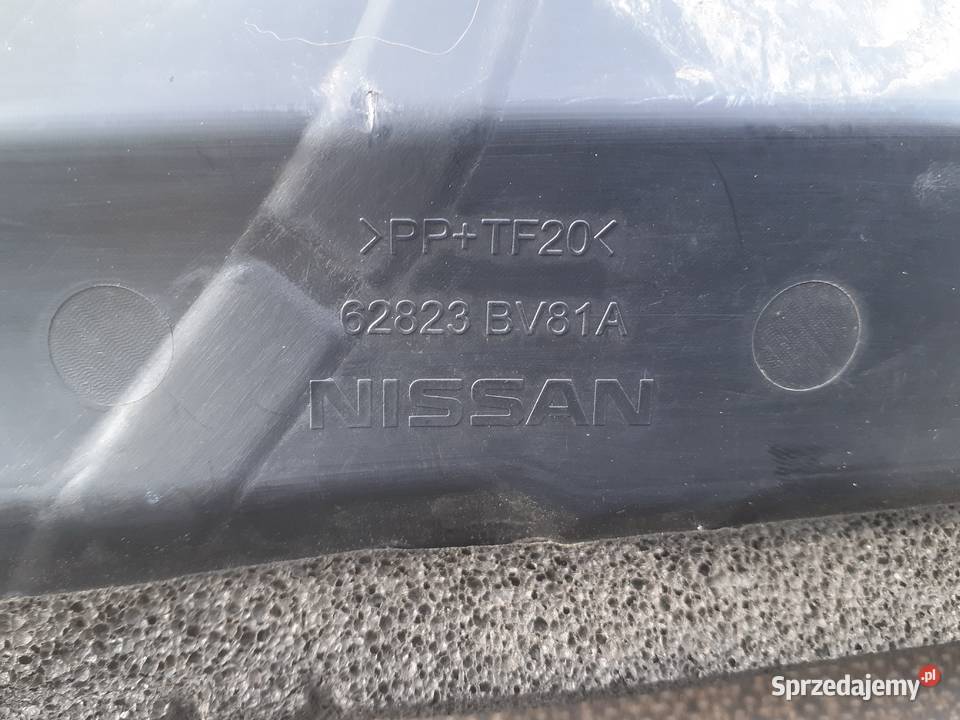 >PP+TF20<
62823 BV81A
NISSAN
Sprzedajemy.pl